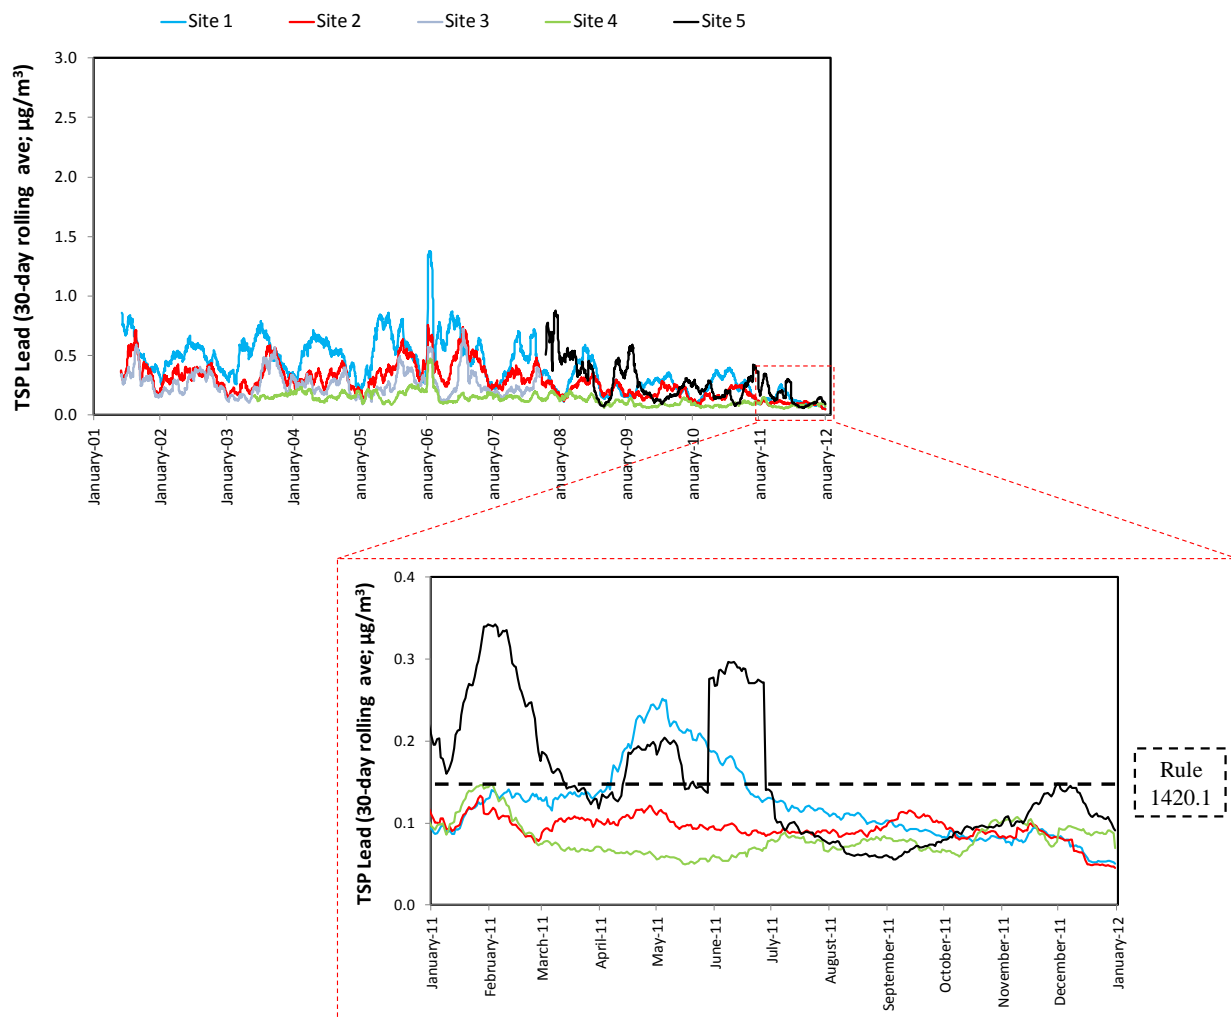 Site 1 Site 2 Site 3 Site 4 Site 5
TSP Lead (30-day rolling ave; µg/m³)
3.0
2.5
2.0
1.5
1.0
0.5
0.0
January-01
January-02
January-03
January-04
anuary-05
January-06
January-07
anuary-08
anuary-09
anuary-10
anuary-11
anuary-12
TSP Lead (30-day rolling ave; µg/m³)
0.4
0.3
0.2
0.1
0.0
January-11
February-11
March-11
April-11
May-11
June-11
July-11
August-11
September-11
October-11
November-11
December-11
January-12
Rule
1420.1